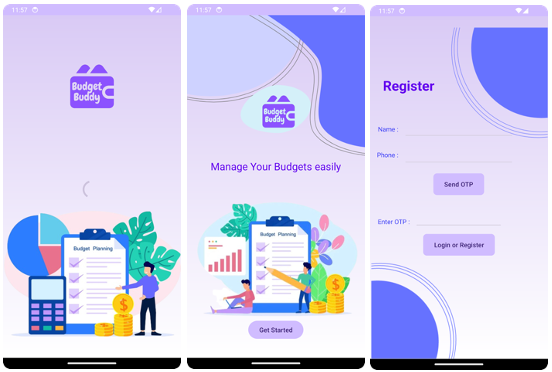 11:57
Budget
Buddy
Budget Planning
11:57
Budget
Buddy
Manage Your Budgets easily
Budget Planning
Get Started
11:57
Register
Name :
Phone :
Send OTP
Enter OTP :
Login or Register